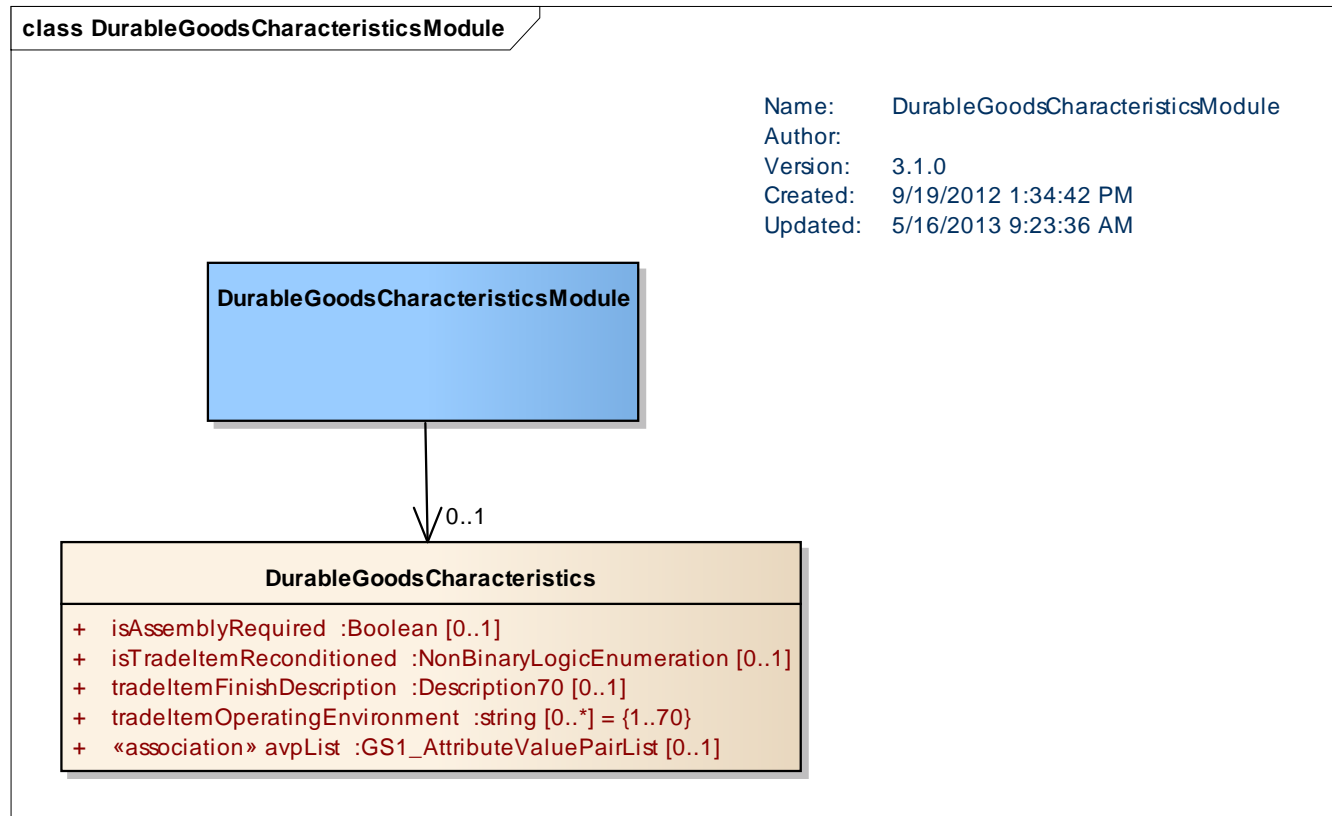 class DurableGoodsCharacteristicsModule
Name: DurableGoodsCharacteristicsModule
Author:
Version: 3.1.0
Created: 9/19/2012 1:34:42 PM
Updated: 5/16/2013 9:23:36 AM
DurableGoodsCharacteristicsModule
0..1
DurableGoodsCharacteristics
+ isAssemblyRequired :Boolean [0..1]
+ isTradeItemReconditioned :NonBinaryLogicEnumeration [0..1]
+ tradeItemFinishDescription :Description70 [0..1]
+ tradeItemOperatingEnvironment :string [0..*] = {1..70}
+ «association» avpList :GS1_AttributeValuePairList [0..1]